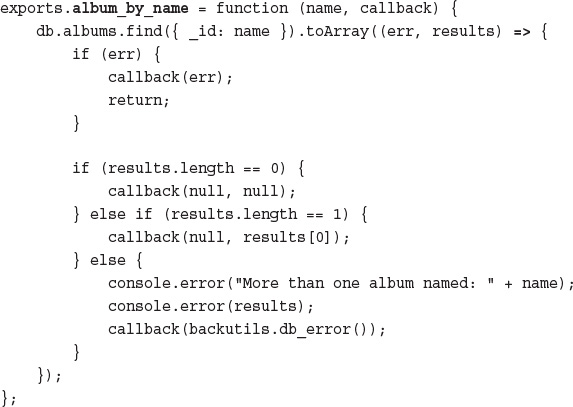 exports.album_by_name = function (name, callback) {
    db.albums.find({ _id: name }).toArray((err, results) => {
        if (err) {
            callback(err);
            return;
        }

        if (results.length == 0) {
            callback(null, null);
        } else if (results.length == 1) {
            callback(null, results[0]);
        } else {
            console.error("More than one album named: " + name);
            console.error(results);
            callback(backutils.db_error());
        }
    });
};